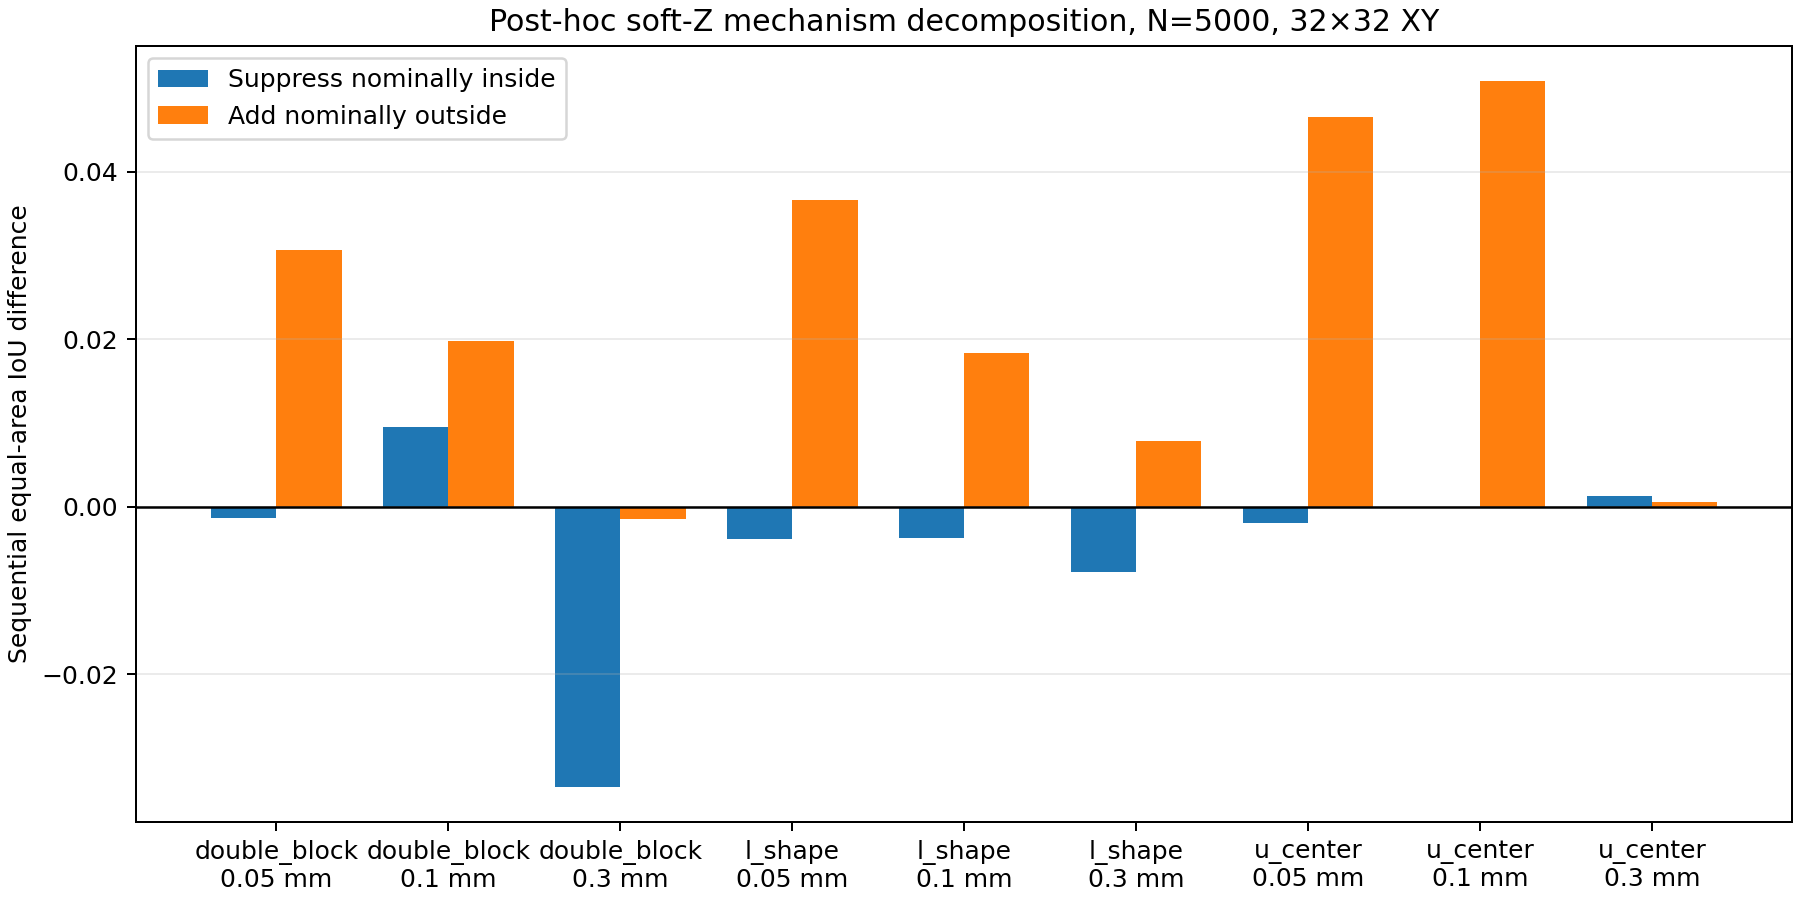 Post-hoc soft-Z mechanism decomposition, N=5000, 32×32 XY
Suppress nominally inside
Add nominally outside
Sequential equal-area IoU difference
0.04
0.02
0.00
−0.02
double_block double_block double_block l_shape l_shape l_shape u_center u_center u_center
0.05 mm 0.1 mm 0.3 mm 0.05 mm 0.1 mm 0.3 mm 0.05 mm 0.1 mm 0.3 mm